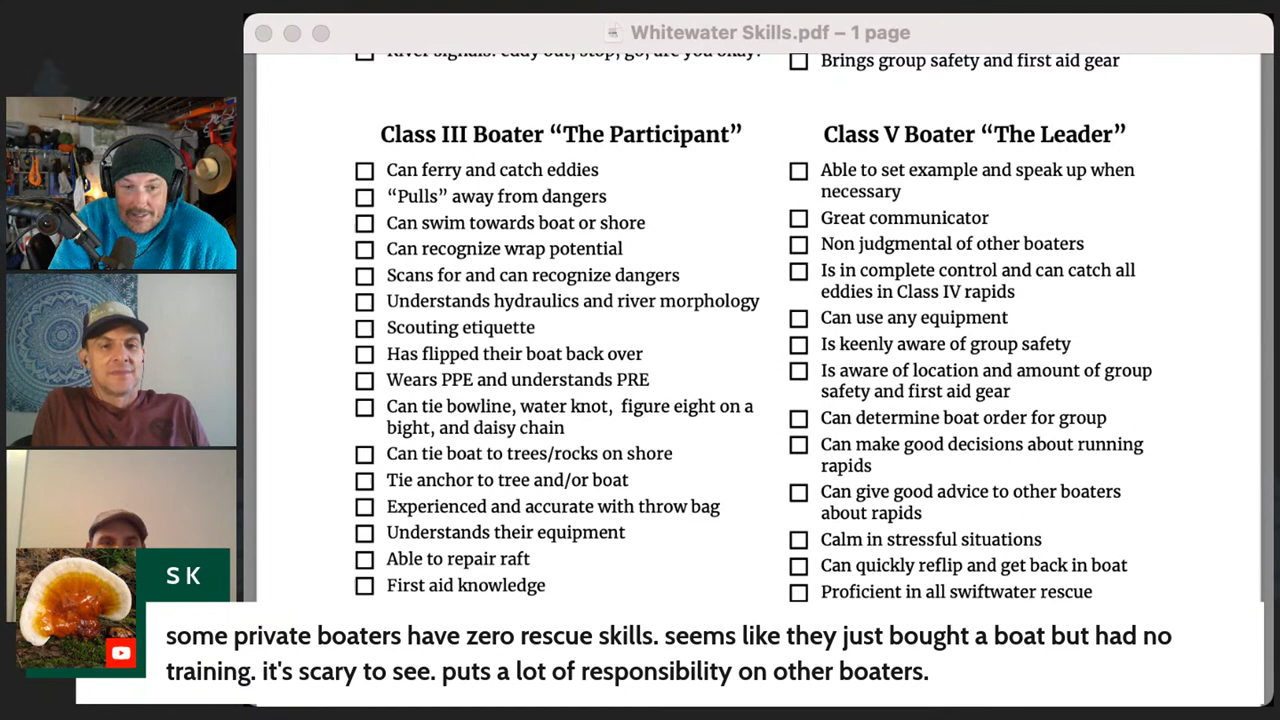 Whitewater Skills.pdf – 1 page
River signals: eddy out, stop, go, are you okay?
Brings group safety and first aid gear
Class III Boater “The Participant”
Can ferry and catch eddies
“Pulls” away from dangers
Can swim towards boat or shore
Can recognize wrap potential
Scans for and can recognize dangers
Understands hydraulics and river morphology
Scouting etiquette
Has flipped their boat back over
Wears PPE and understands PRE
Can tie bowline, water knot,  figure eight on a
bight, and daisy chain
Can tie boat to trees/rocks on shore
Tie anchor to tree and/or boat
Experienced and accurate with throw bag
Understands their equipment
Able to repair raft
First aid knowledge
Class V Boater “The Leader”
Able to set example and speak up when
necessary
Great communicator
Non judgmental of other boaters
Is in complete control and can catch all
eddies in Class IV rapids
Can use any equipment
Is keenly aware of group safety
Is aware of location and amount of group
safety and first aid gear
Can determine boat order for group
Can make good decisions about running
rapids
Can give good advice to other boaters
about rapids
Calm in stressful situations
Can quickly reflip and get back in boat
Proficient in all swiftwater rescue
S K
some private boaters have zero rescue skills. seems like they just bought a boat but had no
training. it's scary to see. puts a lot of responsibility on other boaters.